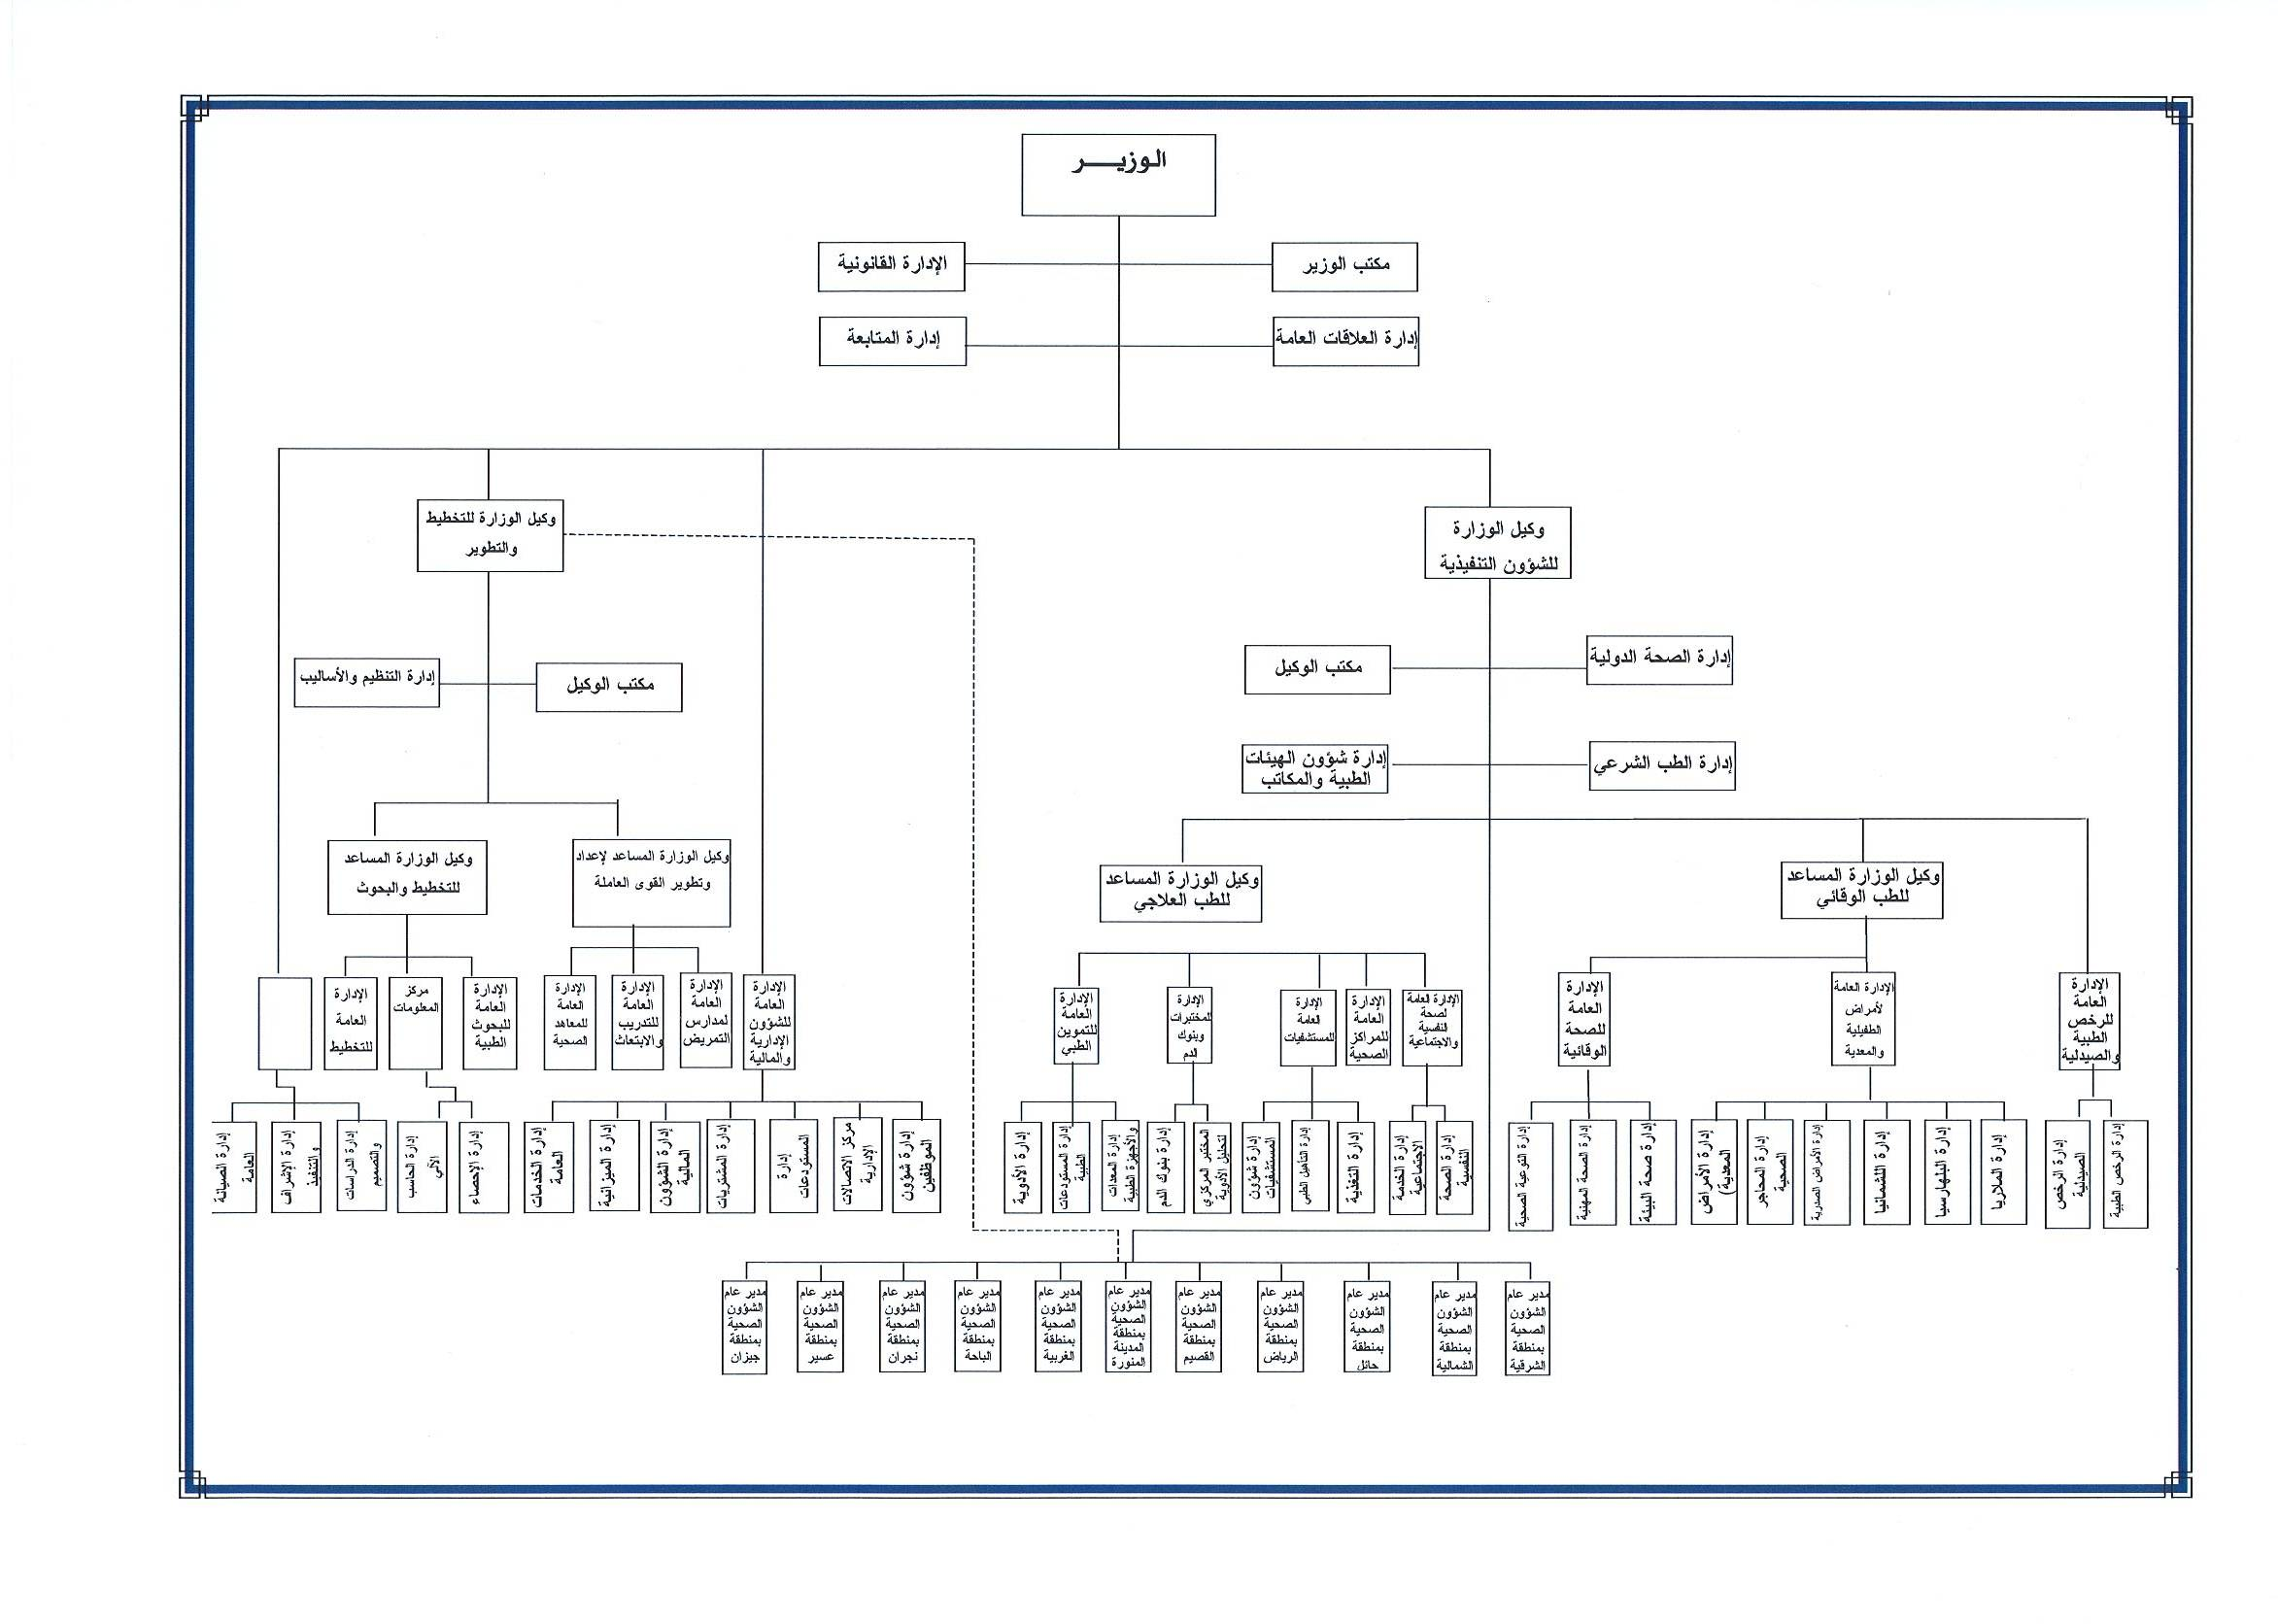 الوزيـــــر
مكتب الوزير
الإدارة القانونية
إدارة العلاقات العامة
إدارة المتابعة
وكيل الوزارة
للشؤون التنفيذية
وكيل الوزارة للتخطيط
والتطوير
إدارة الصحة الدولية
مكتب الوكيل
مكتب الوكيل
إدارة التنظيم والأساليب
إدارة الطب الشرعي
إدارة شؤون الهيئات
الطبية والمكاتب
وكيل الوزارة المساعد
للطب الوقائي
وكيل الوزارة المساعد
للطب العلاجي
وكيل الوزارة المساعد لإعداد
وتطوير القوى العاملة
وكيل الوزارة المساعد
للتخطيط والبحوث
الإدارة
العامة
للرخص
الطبية
والصيدلية
الإدارة العامة
لأمراض
الطفيلية
والمعدية
الإدارة
العامة
للصحة
الوقائية
الإدارة العامة
لصحة
النفسية
والاجتماعية
الإدارة
العامة
للمراكز
الصحية
الإدارة
العامة
للمستشفيات
الإدارة
للمختبرات
وبنوك
الدم
الإدارة
العامة
للتموين
الطبي
الإدارة
العامة
للشؤون
الإدارية
والمالية
الإدارة
العامة
لمدارس
التمريض
الإدارة
العامة
للتدريب
والابتعاث
الإدارة
العامة
للمعاهد
الصحية
الإدارة
العامة
للبحوث
الطبية
مركز
المعلومات
الإدارة
العامة
للتخطيط
إدارة الرخص الطبية
إدارة الرخص
الصيدلية
إدارة الملاريا
إدارة البلهارسيا
إدارة اللشمانيا
إدارة الأمراض الصدرية
إدارة المحاجر
الصحية
إدارة الأمراض
المعدية)
إدارة صحة البيئة
إدارة الصحة المهنية
إدارة التوعية الصحية
إدارة الصحة
النفسية
إدارة الخدمة
الاجتماعية
إدارة التغذية
إدارة التأهيل الطبي
إدارة شؤون
المستشفيات
المختبر المركزي
لتحليل الأدوية
إدارة بنوك الدم
إدارة المعدات
والأجهزة الطبية
إدارة المستودعات
الطبية
إدارة الأدوية
إدارة شؤون
الموظفين
مركز الاتصالات
الإدارية
إدارة
المستودعات
إدارة المشتريات
إدارة الشؤون
المالية
إدارة الميزانية
إدارة الخدمات
العامة
إدارة الإحصاء
إدارة الحاسب
الآلي
إدارة الدراسات
والتصميم
إدارة الإشراف
والتنفيذ
إدارة الصيانة
العامة
مدير عام
الشؤون
الصحية
بمنطقة
الشرقية
مدير عام
الشؤون
الصحية
بمنطقة
الشمالية
مدير عام
الشؤون
الصحية
بمنطقة
حائل
مدير عام
الشؤون
الصحية
بمنطقة
الرياض
مدير عام
الشؤون
الصحية
بمنطقة
القصيم
مدير عام
الشؤون
الصحية
بمنطقة
المدينة
المنورة
مدير عام
الشؤون
الصحية
بمنطقة
الغربية
مدير عام
الشؤون
الصحية
بمنطقة
الباحة
مدير عام
الشؤون
الصحية
بمنطقة
نجران
مدير عام
الشؤون
الصحية
بمنطقة
عسير
مدير عام
الشؤون
الصحية
بمنطقة
جيزان